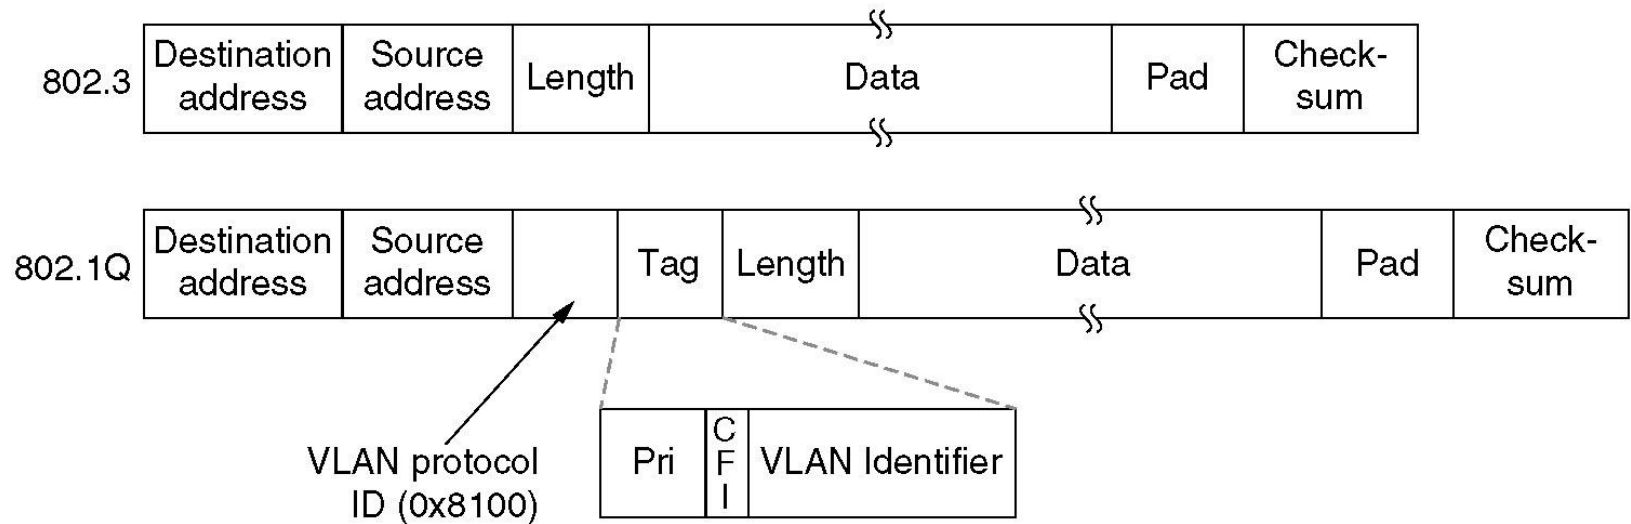 802.3
Destination
address
Source
address
Length
Data
Pad
Check-
sum
802.1Q
Destination
address
Source
address
Tag
Length
Data
Pad
Check-
sum
VLAN protocol
ID (0x8100)
Pri
C
F
I
VLAN Identifier